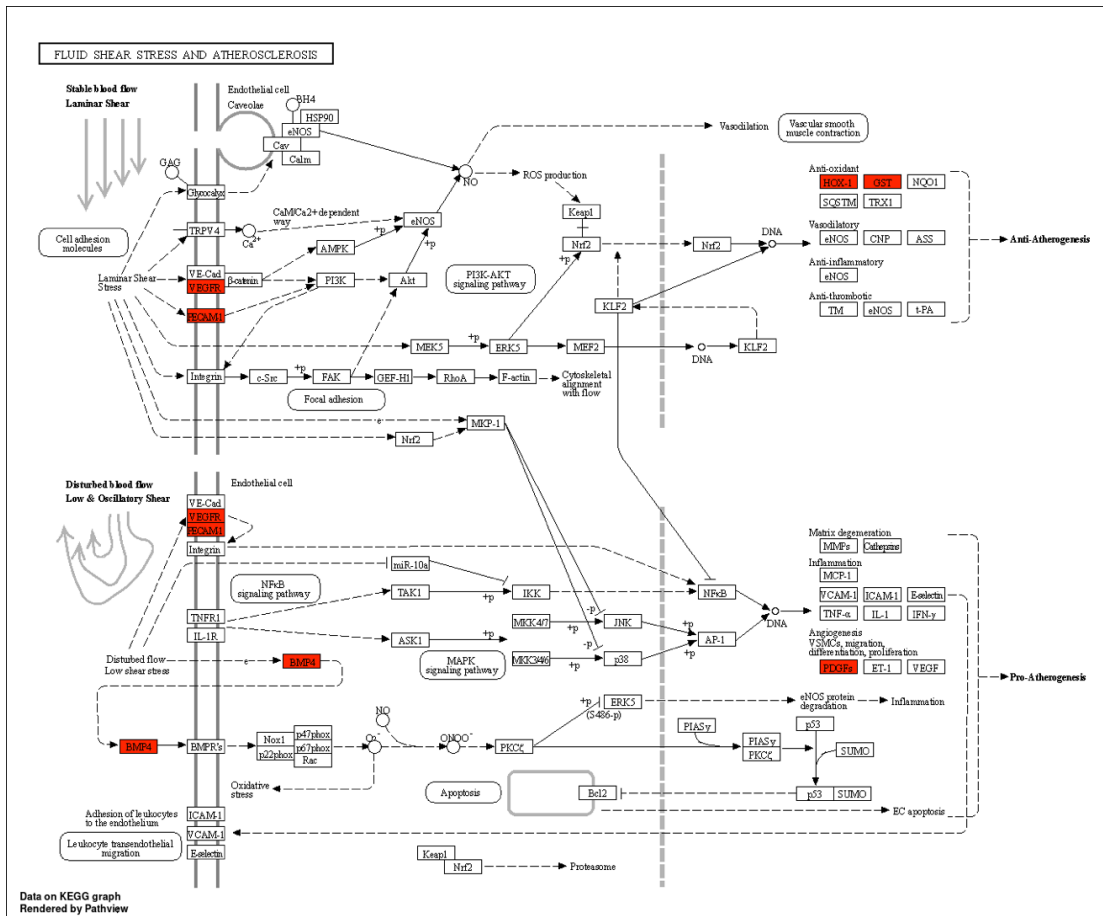 FLUID SHEAR STRESS AND ATHEROSCLEROSIS
Stable blood flow
Laminar Shear
Endothelial cell
Caveolae
BH4
HSP90
eNOS
Cav
Calm
GAG
Glycocalyx
NO
ROS production
Vasodilation
Vascular smooth
muscle contraction
Cell adhesion
molecules
TRPV4
Ca2+
CaM/Ca2+ dependent
way
eNOS
+p
AMPK
+p
Keap1
Nrf2
+p
Nrf2
DNA
Laminar Shear
Stress
VE-Cad
VEGFR
β-catenin
PI3K
Akt
PI3K-AKT
signaling pathway
PECAM-1
KLF2
MEK5
+p
ERK5
MEF2
DNA
KLF2
Integrin
c-Src
+p
FAK
GEF-H1
RhoA
F-actin
Cytoskeletal
alignment
with flow
Focal adhesion
e
MKP-1
Nrf2
Anti-oxidant
HOX-1
GST
NQO1
SQSTM
TRX1
Vasodilatory
eNOS
CNP
ASS
Anti-inflammatory
eNOS
Anti-thrombotic
TM
eNOS
t-PA
Anti-Atherogenesis
Disturbed blood flow
Low & Oscillatory Shear
Endothelial cell
VE-Cad
VEGFR
PECAM-1
Integrin
miR-10a
NFκB
signaling pathway
TAK1
+p
IKK
NFκB
TNFR1
IL-1R
ASK1
+p
MKK4/7
+p
-p
JNK
+p
MAPK
signaling pathway
MKK3/4/6
+p
-p
p38
+p
AP-1
DNA
Disturbed flow
Low shear stress
e
BMP4
Matrix degeneration
MMPs
Cathepsins
Inflammation
MCP-1
VCAM-1
ICAM-1
E-selectin
TNF-α
IL-1
IFN-γ
Angiogenesis
VSMCs, migration,
differentiation, proliferation
PDGFs
ET-1
VEGF
Pro-Atherogenesis
BMP4
BMPR's
Nox1
p47phox
p22phox
p67phox
Rac
NO
O2-
ONOO-
PKCζ
+p
ERK5
(S486-p)
eNOS protein
degradation
Inflammation
PIASy
PIASy
PKCζ
p53
SUMO
p53
SUMO
Oxidative
stress
Apoptosis
Bcl2
EC apoptosis
Adhesion of leukocytes
to the endothelium
ICAM-1
VCAM-1
E-selectin
Leukocyte transendothelial
migration
Keap1
Nrf2
Proteasome
Data on KEGG graph
Rendered by Pathview